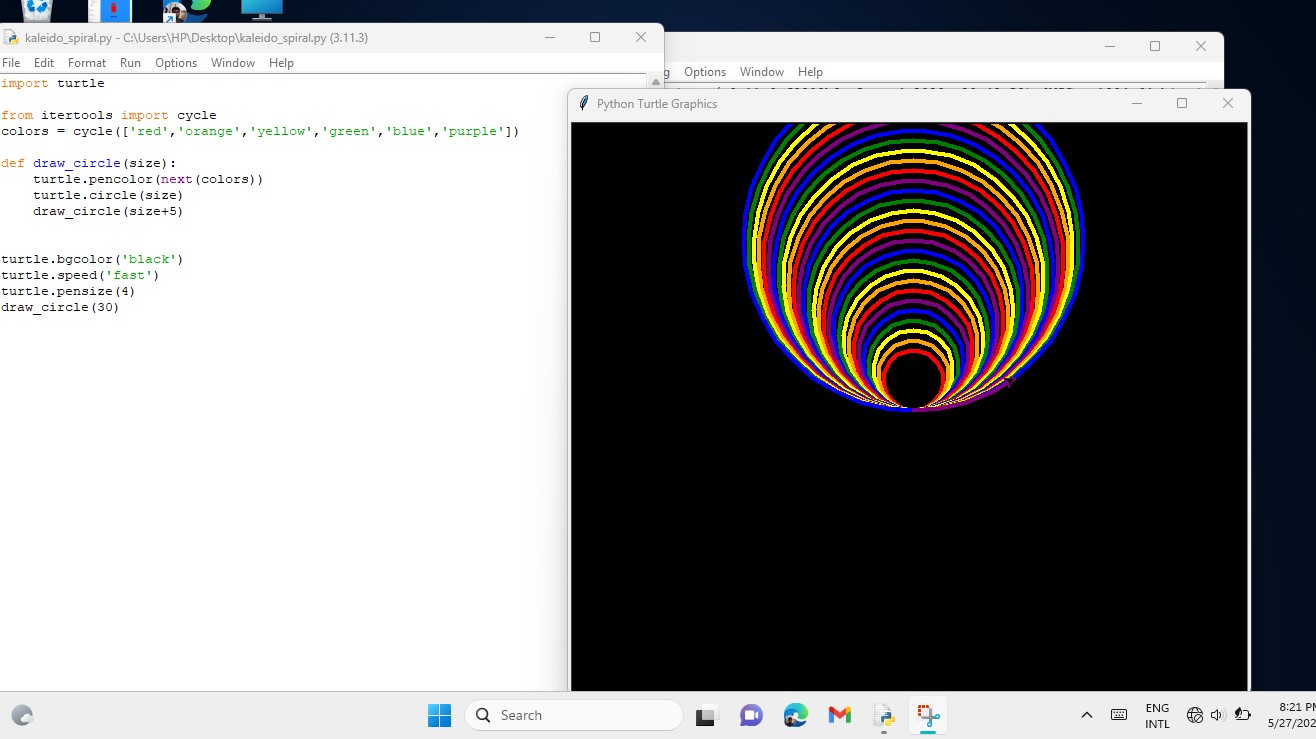 kaleido_spiral.py - C:\Users\HP\Desktop\kaleido_spiral.py (3.11.3)
File Edit Format Run Options Window Help
import turtle
from itertools import cycle
colors = cycle(['red','orange','yellow','green','blue','purple'])
def draw_circle(size):
    turtle.pencolor(next(colors))
    turtle.circle(size)
    draw_circle(size+5)
turtle.bgcolor('black')
turtle.speed('fast')
turtle.pensize(4)
draw_circle(30)
Options Window Help
Python Turtle Graphics
Search
ENG
INTL
8:21
5/27/202